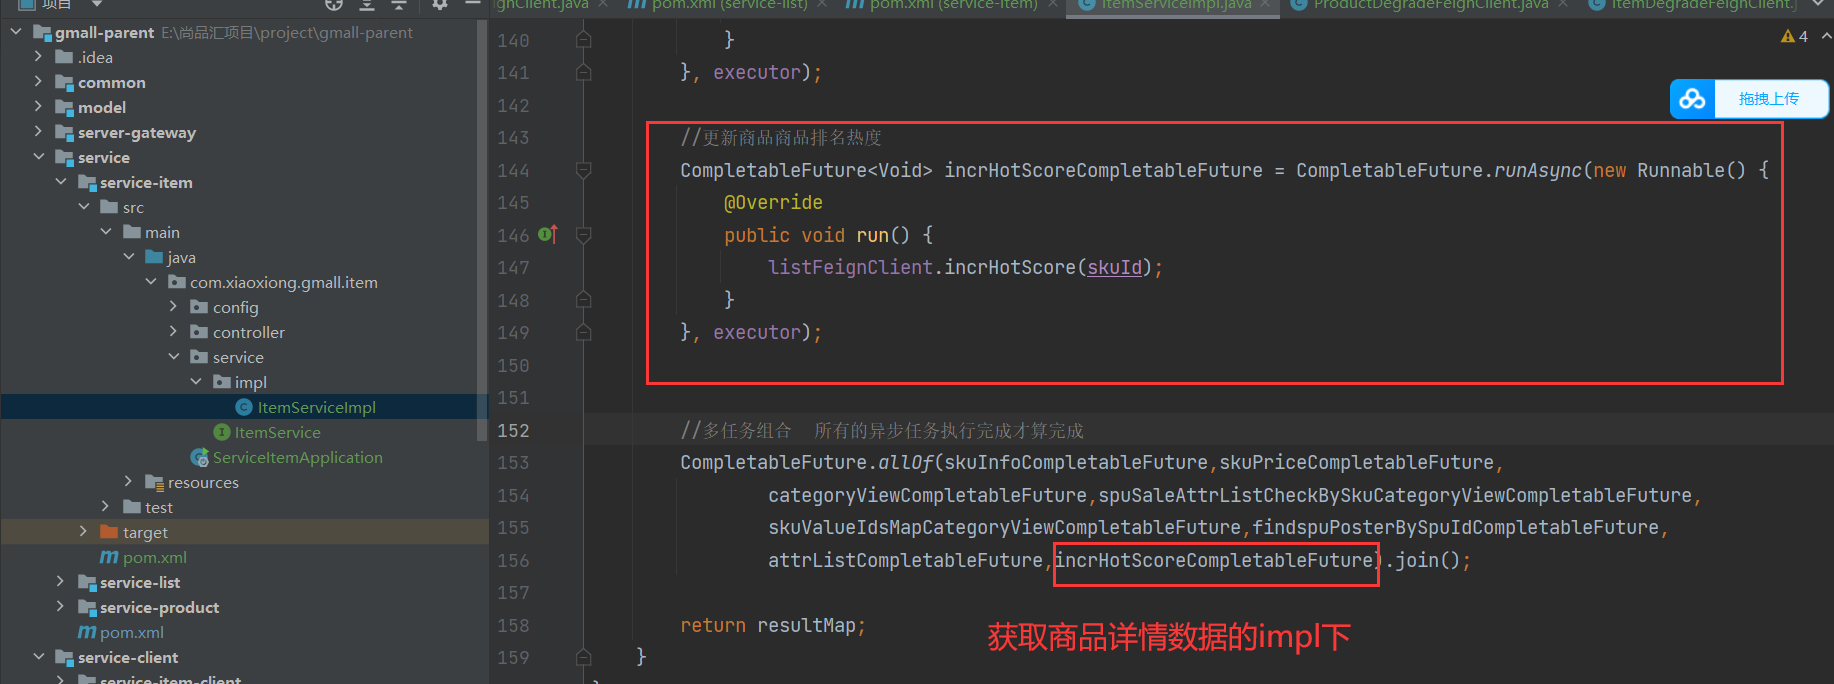 项目
ignClient.java
pom.xml (service-list)
pom.xml (service-item)
ItemServiceImpl.java
ProductDegradeFeignClient.java
ItemDegradeFeignClient.j
gmall-parent E:\尚品汇项目\project\gmall-parent
.idea
common
model
server-gateway
service
service-item
src
main
java
com.xiaoxiong.gmall.item
config
controller
service
impl
ItemServiceImpl
ItemService
ServiceItemApplication
resources
test
target
pom.xml
service-list
service-product
pom.xml
service-client
service-item-client
4
拖拽上传
140 }
141 }, executor);
142
143 //更新商品商品排名热度
144 CompletableFuture<Void> incrHotScoreCompletableFuture = CompletableFuture.runAsync(new Runnable() {
145 @Override
146 public void run() {
147 listFeignClient.incrHotScore(skuId);
148 }
149 }, executor);
150
151
152 //多任务组合 所有的异步任务执行完成才算完成
153 CompletableFuture.allOf(skuInfoCompletableFuture,skuPriceCompletableFuture,
154 categoryViewCompletableFuture,spuSaleAttrListCheckBySkuCategoryViewCompletableFuture,
155 skuValueIdsMapCategoryViewCompletableFuture,findspuPosterBySpuIdCompletableFuture,
156 attrListCompletableFuture,incrHotScoreCompletableFuture).join();
157
158 return resultMap;
159 }
获取商品详情数据的impl下